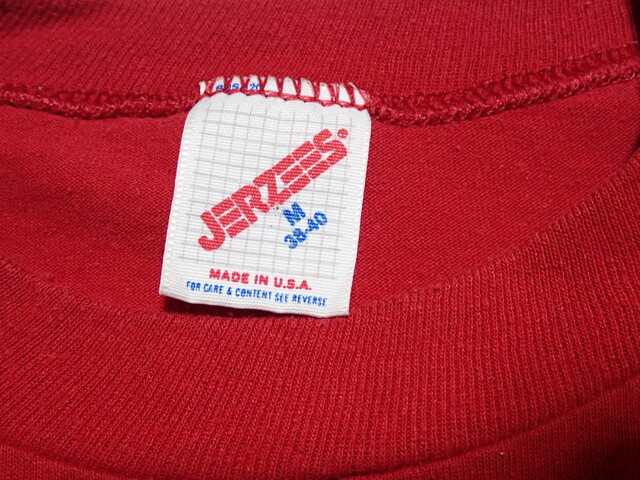 JERZEES
M
38-40
MADE IN U.S.A.
FOR CARE & CONTENT SEE REVERSE